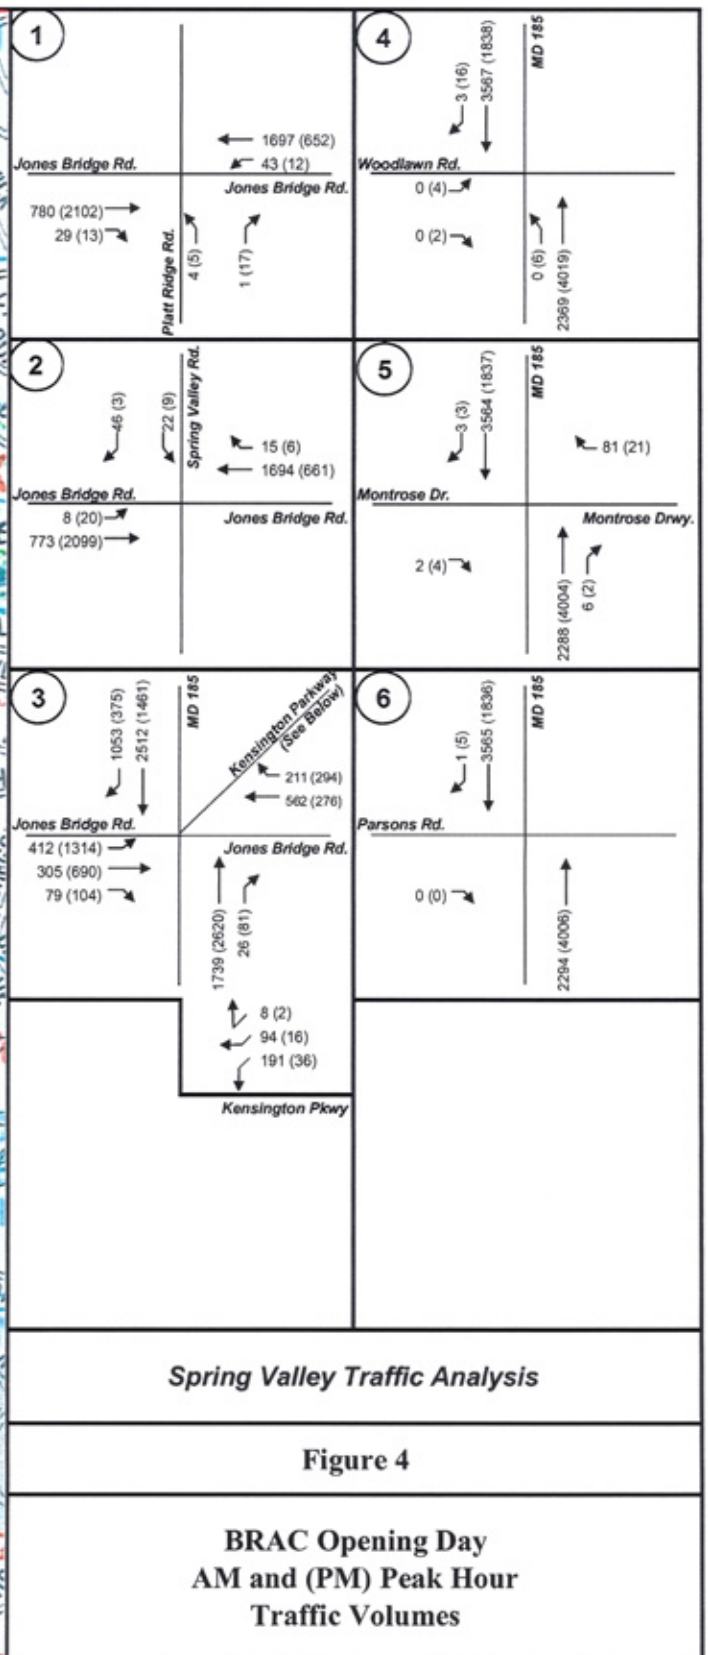 1
1697 (652)
43 (12)
Jones Bridge Rd.
Jones Bridge Rd.
780 (2102)
29 (13)
Platt Ridge Rd.
4 (5)
1 (17)
2
46 (3)
22 (9)
Spring Valley Rd.
15 (6)
1694 (661)
Jones Bridge Rd.
Jones Bridge Rd.
8 (20)
773 (2099)
3
1053 (375)
2512 (1461)
MD 185
Kensington Parkway
(See Below)
211 (294)
562 (276)
Jones Bridge Rd.
Jones Bridge Rd.
412 (1314)
305 (690)
79 (104)
1739 (2620)
26 (81)
8 (2)
94 (16)
191 (36)
Kensington Pkwy
4
3 (16)
3567 (1838)
MD 185
Woodlawn Rd.
0 (4)
0 (2)
0 (6)
2369 (4019)
5
3 (3)
3564 (1837)
MD 185
81 (21)
Montrose Dr.
Montrose Drwy.
2 (4)
2288 (4004)
6 (2)
6
1 (5)
3565 (1836)
MD 185
Parsons Rd.
0 (0)
2294 (4006)
Spring Valley Traffic Analysis
Figure 4
BRAC Opening Day
AM and (PM) Peak Hour
Traffic Volumes